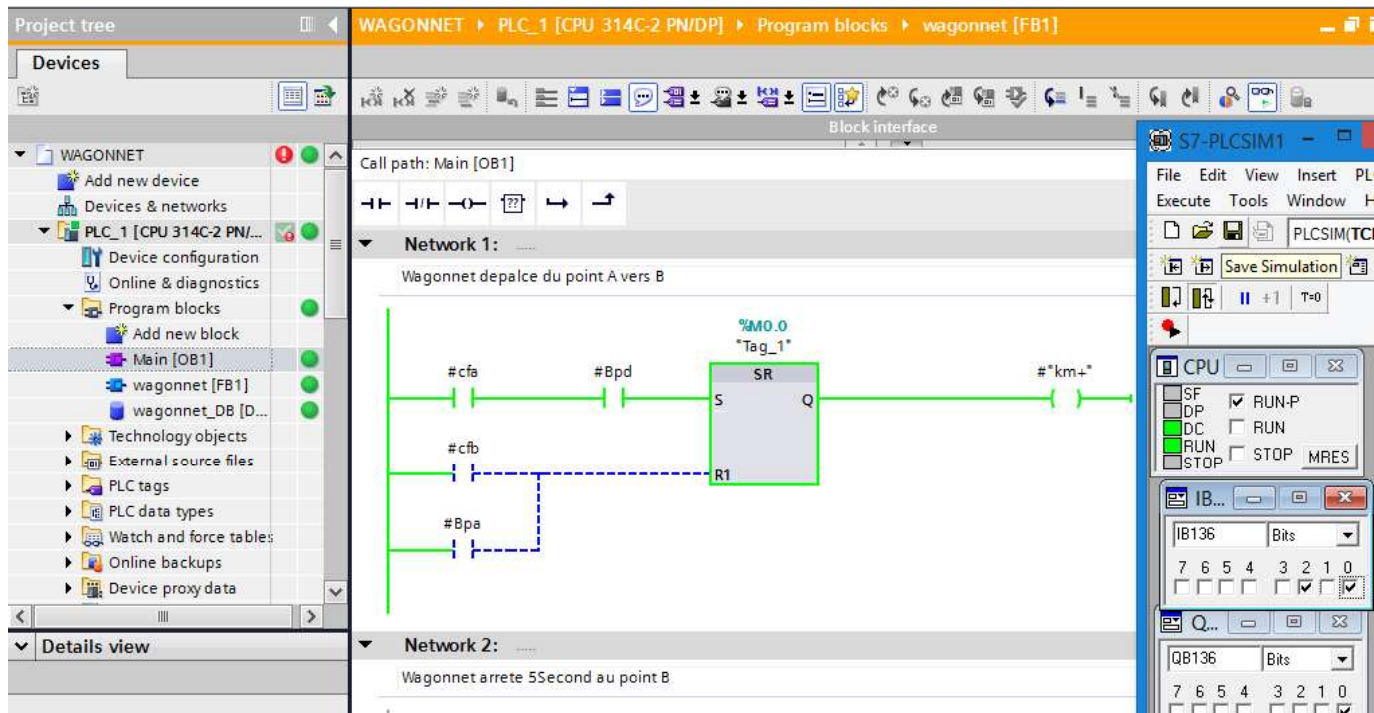 Project tree
WAGONNET ▸ PLC_1 [CPU 314C-2 PN/DP] ▸ Program blocks ▸ wagonnet [FB1]
Devices
Block interface
WAGONNET
Add new device
Devices & networks
PLC_1 [CPU 314C-2 PN/...
Device configuration
Online & diagnostics
Program blocks
Add new block
Main [OB1]
wagonnet [FB1]
wagonnet_DB [D...
Technology objects
External source files
PLC tags
PLC data types
Watch and force tables
Online backups
Device proxy data
Details view
Call path: Main [OB1]
??
Network 1: .....
Wagonnet depalce du point A vers B
%M0.0
"Tag_1"
#cfa
#Bpd
SR
#"km+"
S
Q
#cfb
R1
#Bpa
Network 2: .....
Wagonnet arrete 5Second au point B
S7-PLCSIM1
File Edit View Insert PL
Execute Tools Window H
PLCSIM(TC
Save Simulation
+1
T=0
CPU
SF
DP
DC
RUN
STOP
RUN-P
RUN
STOP
MRES
IB...
IB136
Bits
7 6 5 4 3 2 1 0
Q...
QB136
Bits
7 6 5 4 3 2 1 0